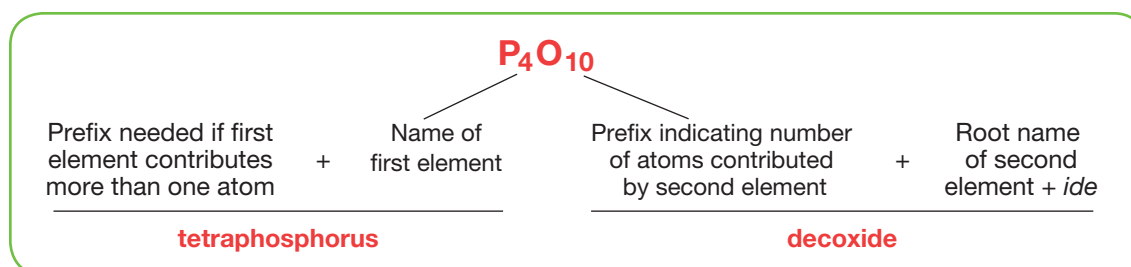 P₄O₁₀
Prefix needed if first
element contributes
more than one atom
+
Name of
first element
Prefix indicating number
of atoms contributed
by second element
+
Root name
of second
element + ide
tetraphosphorus
decoxide